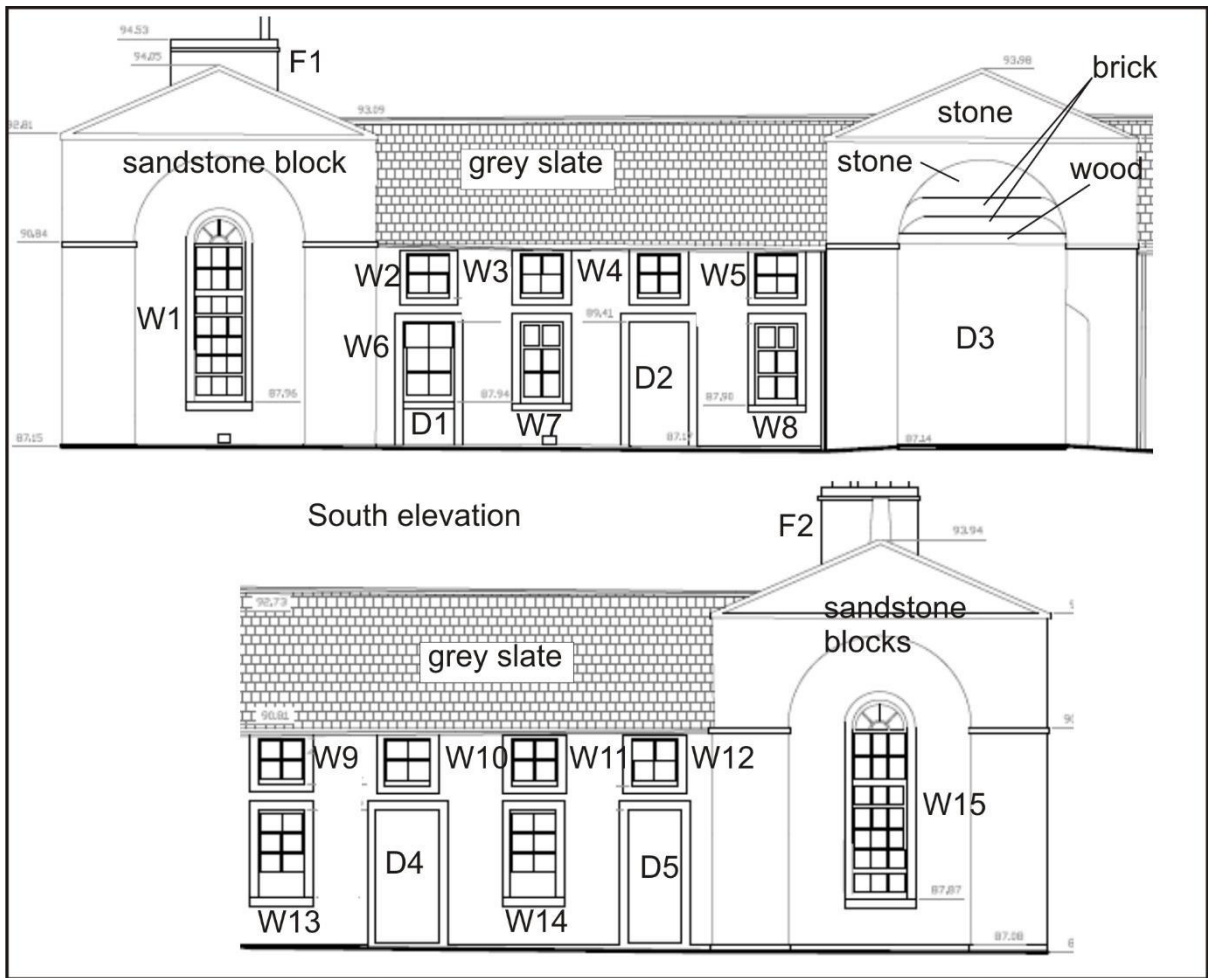 94.53
F1
94.05
93.98
brick
93.09
stone
92.81
sandstone block
grey slate
stone
wood
90.84
W2
W3
W4
W5
W1
89.41
W6
D2
D3
87.96
87.94
87.90
D1
W7
W8
87.15
87.14
South elevation
F2
93.94
92.73
sandstone
blocks
grey slate
90.81
W9
W10
W11
W12
W15
D4
D5
87.87
W13
W14
87.08